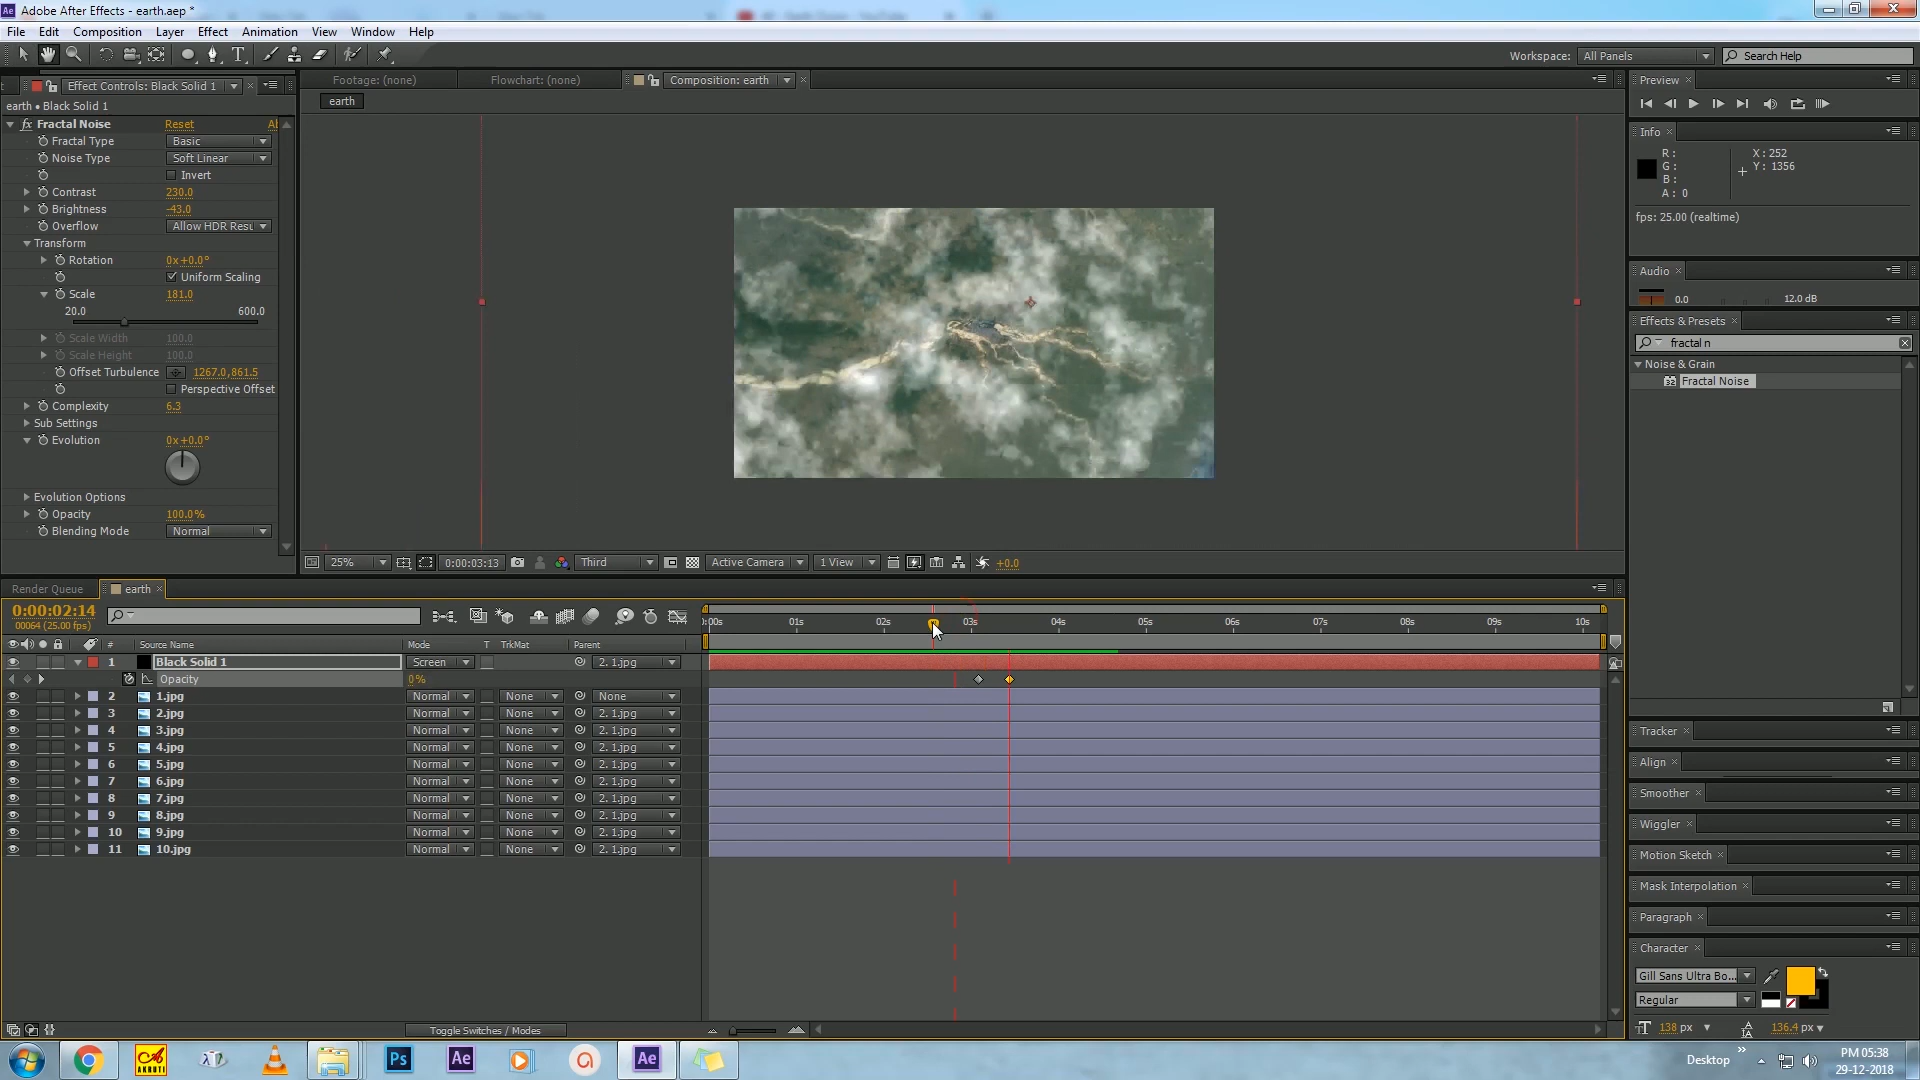 Adobe After Effects - earth.aep *
File Edit Composition Layer Effect Animation View Window Help
Workspace: All Panels Search Help
Effect Controls: Black Solid 1
Footage: (none) Flowchart: (none) Composition: earth
Preview
earth • Black Solid 1
earth
Fractal Noise Reset
Fractal Type Basic
Noise Type Soft Linear
Invert
Contrast 230.0
Brightness -43.0
Overflow Allow HDR Resu
Transform
Rotation 0x+0.0°
Uniform Scaling
Scale 181.0
20.0 600.0
Scale Width 100.0
Scale Height 100.0
Offset Turbulence 1267.0,861.5
Perspective Offset
Complexity 6.3
Sub Settings
Evolution 0x+0.0°
Evolution Options
Opacity 100.0%
Blending Mode Normal
25% 0:00:03:13 Third Active Camera 1 View +0.0
Info
R: X: 252
G: Y: 1356
B:
A: 0
fps: 25.00 (realtime)
Audio
0.0 12.0 dB
Effects & Presets
fractal n
Noise & Grain
32 Fractal Noise
Tracker
Align
Smoother
Wiggler
Motion Sketch
Mask Interpolation
Paragraph
Character
Gill Sans Ultra Bo...
Regular
138 px 136.4 px
Render Queue earth
0:00:02:14
00064 (25.00 fps)
0:00s 01s 02s 03s 04s 05s 06s 07s 08s 09s 10s
# Source Name Mode T TrkMat Parent
1 Black Solid 1 Screen 2. 1.jpg
Opacity 0%
2 1.jpg Normal None None
3 2.jpg Normal None 2. 1.jpg
4 3.jpg Normal None 2. 1.jpg
5 4.jpg Normal None 2. 1.jpg
6 5.jpg Normal None 2. 1.jpg
7 6.jpg Normal None 2. 1.jpg
8 7.jpg Normal None 2. 1.jpg
9 8.jpg Normal None 2. 1.jpg
10 9.jpg Normal None 2. 1.jpg
11 10.jpg Normal None 2. 1.jpg
Toggle Switches / Modes
AKRUTI Ps Ae Ae
Desktop
PM 05:38
29-12-2018